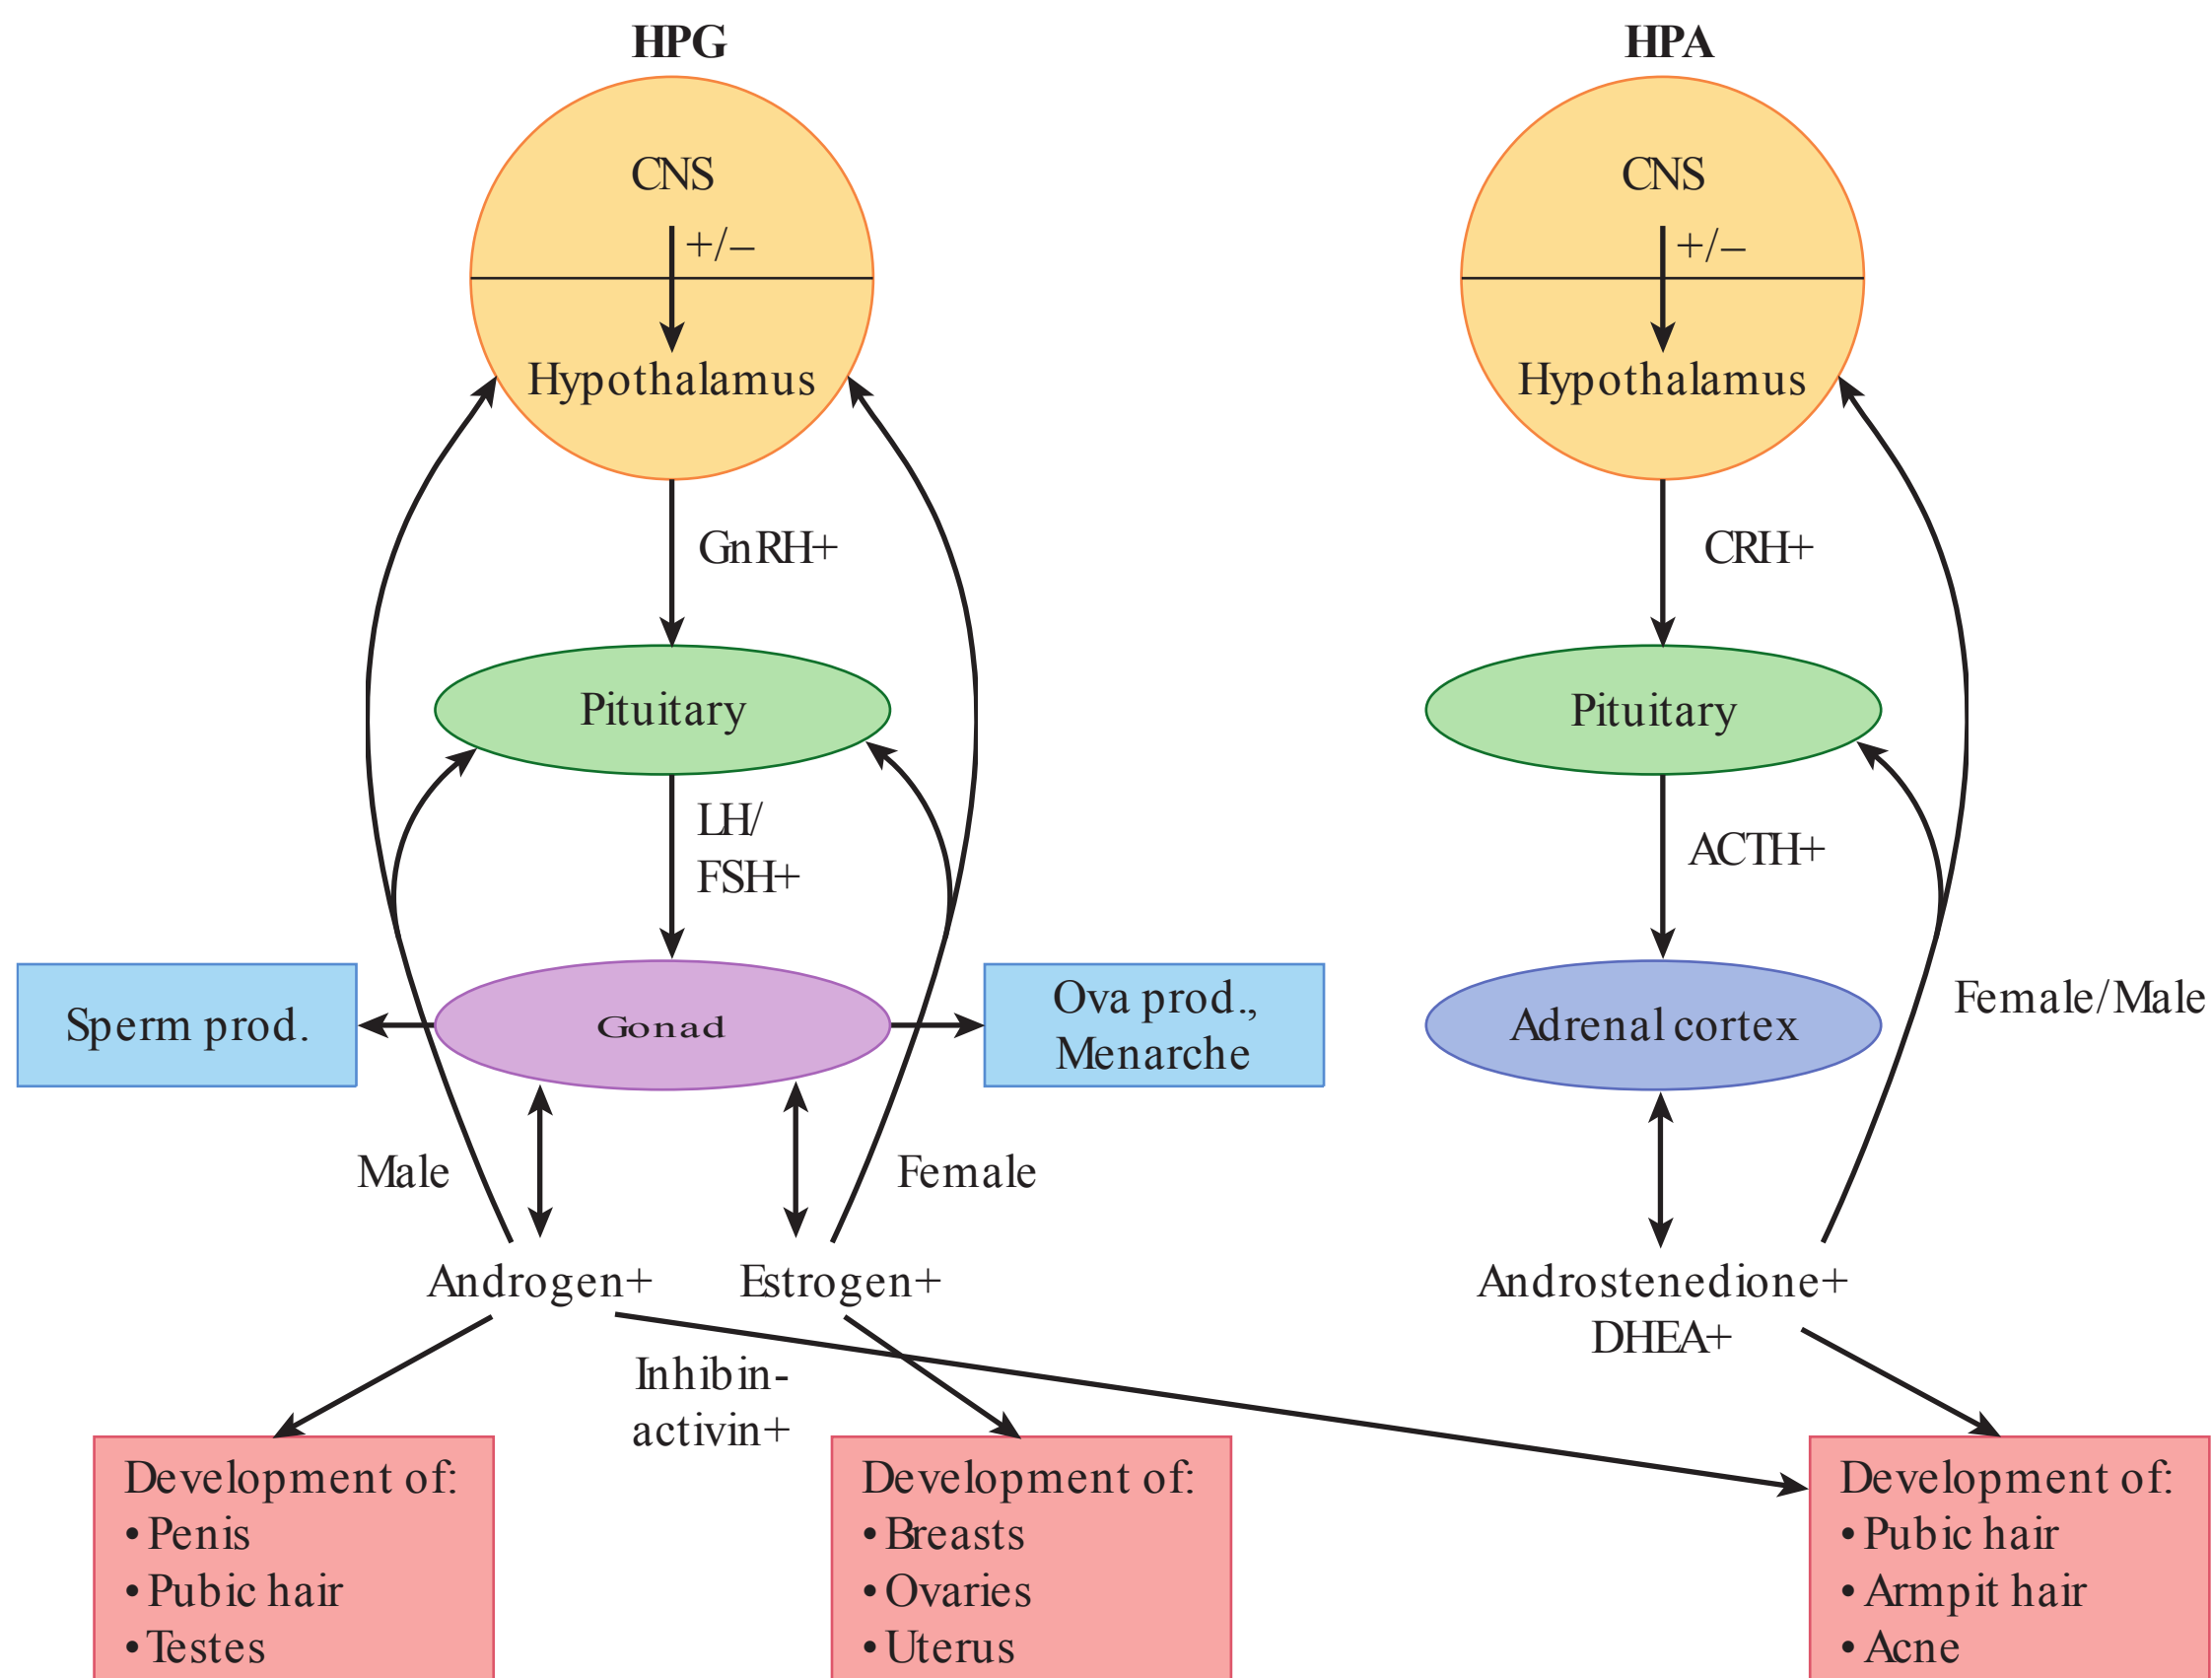 HPG
CNS
+/–
Hypothalamus
GnRH+
Pituitary
LH/
FSH+
Sperm prod.
Gonad
Ova prod.,
Menarche
Male
Female
Androgen+
Estrogen+
Inhibin-
activin+
Development of:
• Penis
• Pubic hair
• Testes
Development of:
• Breasts
• Ovaries
• Uterus
HPA
CNS
+/–
Hypothalamus
CRH+
Pituitary
ACTH+
Adrenal cortex
Female/Male
Androstenedione+
DHEA+
Development of:
• Pubic hair
• Armpit hair
• Acne